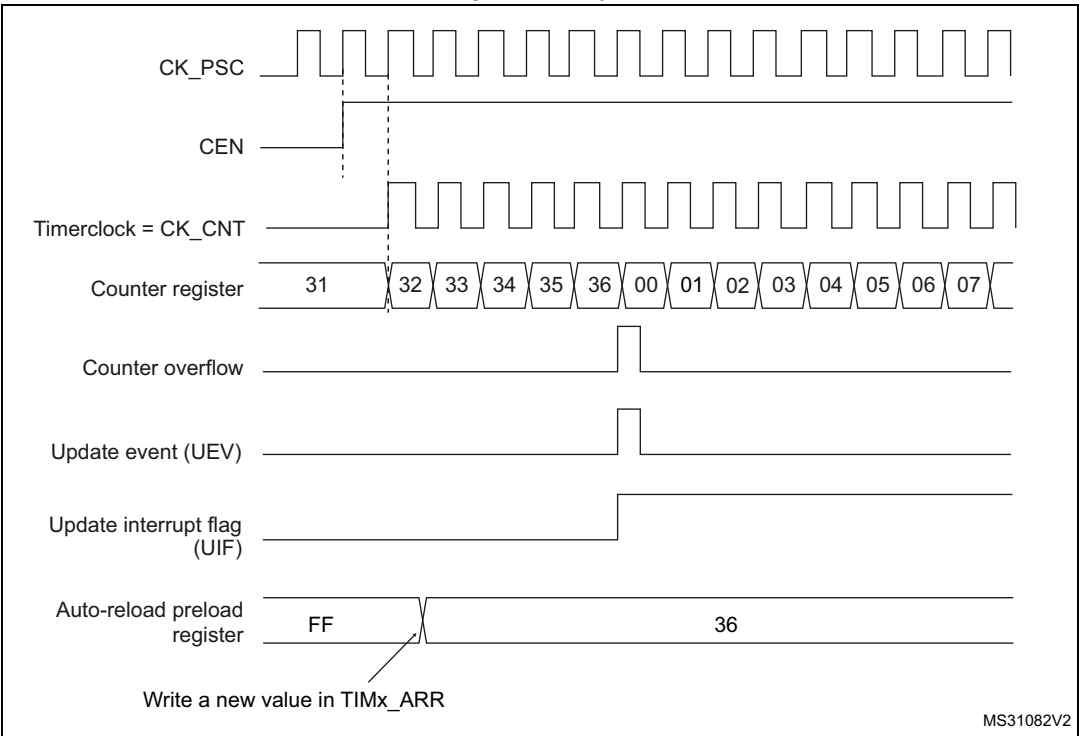 CK_PSC
CEN
Timerclock = CK_CNT
Counter register
31 32 33 34 35 36 00 01 02 03 04 05 06 07
Counter overflow
Update event (UEV)
Update interrupt flag
(UIF)
Auto-reload preload
register
FF 36
Write a new value in TIMx_ARR
MS31082V2